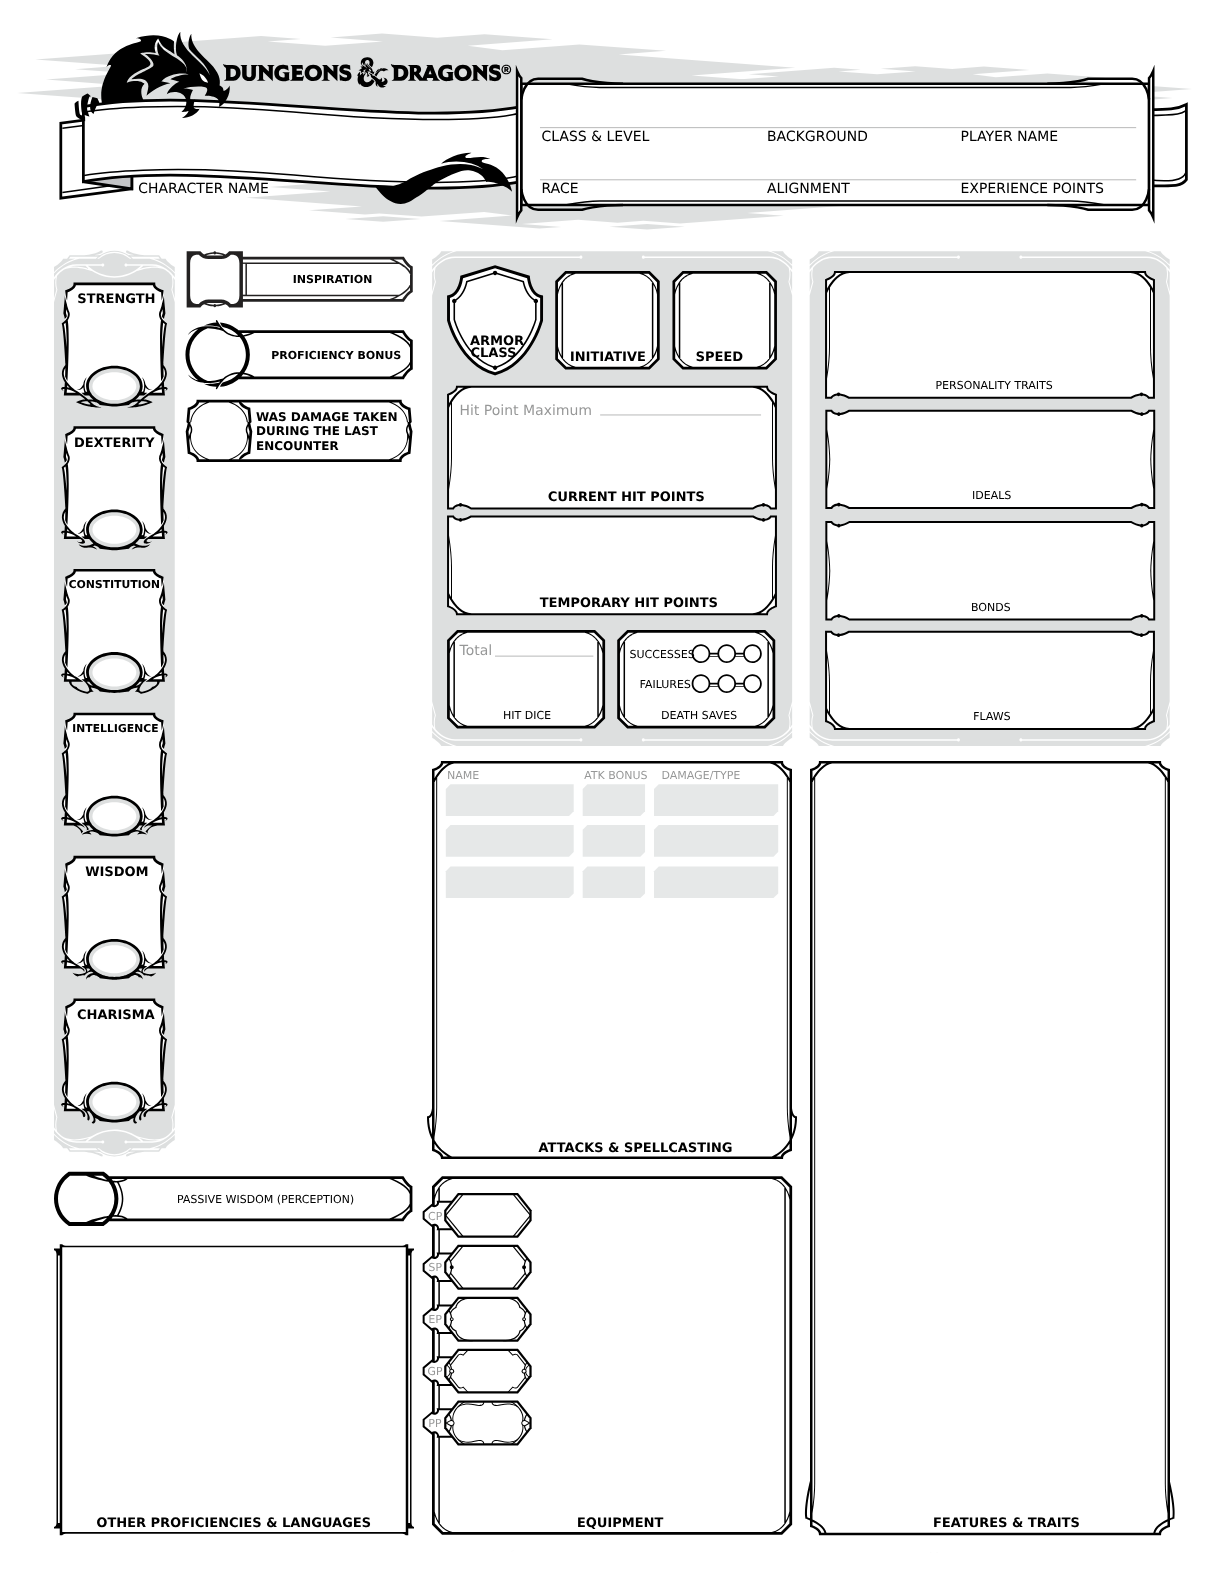 DUNGEONS & DRAGONS®
CLASS & LEVEL BACKGROUND PLAYER NAME
CHARACTER NAME
RACE ALIGNMENT EXPERIENCE POINTS
STRENGTH
DEXTERITY
CONSTITUTION
INTELLIGENCE
WISDOM
CHARISMA
INSPIRATION
PROFICIENCY BONUS
WAS DAMAGE TAKEN
DURING THE LAST
ENCOUNTER
ARMOR
CLASS
INITIATIVE
SPEED
Hit Point Maximum
CURRENT HIT POINTS
TEMPORARY HIT POINTS
Total
HIT DICE
SUCCESSES
FAILURES
DEATH SAVES
PERSONALITY TRAITS
IDEALS
BONDS
FLAWS
NAME ATK BONUS DAMAGE/TYPE
ATTACKS & SPELLCASTING
PASSIVE WISDOM (PERCEPTION)
OTHER PROFICIENCIES & LANGUAGES
CP
SP
EP
GP
PP
EQUIPMENT
FEATURES & TRAITS